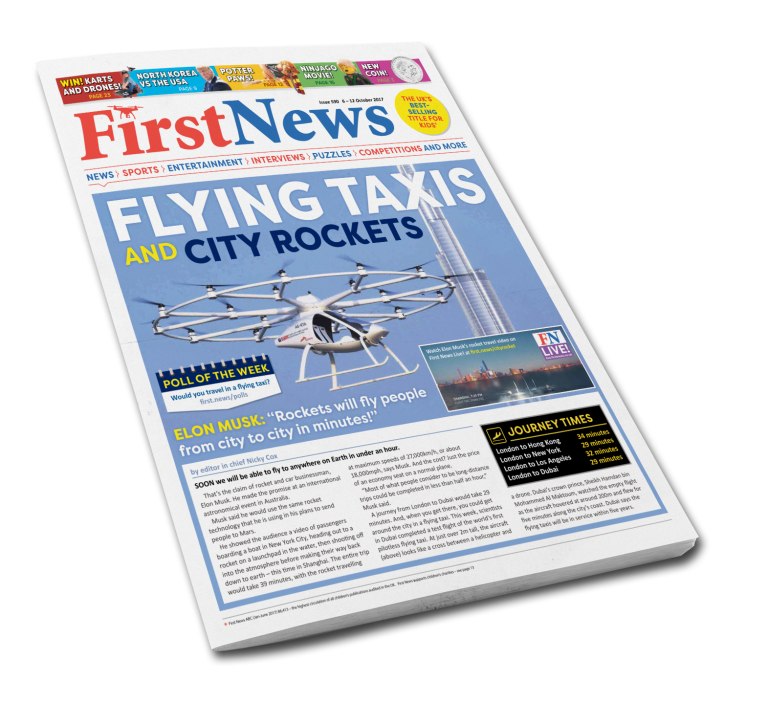 WIN! KARTS
AND DRONES!
PAGE 23
NORTH KOREA
VS THE USA
PAGE 8
POTTER
PAWS!
PAGE 12
NINJAGO
MOVIE!
PAGE 16
NEW
COIN!
Issue 590 6 – 12 October 2017
THE UK'S
BEST-
SELLING
TITLE FOR
KIDS*
FirstNews
NEWS › SPORTS › ENTERTAINMENT › INTERVIEWS › PUZZLES › COMPETITIONS AND MORE
FLYING TAXIS
AND CITY ROCKETS
Watch Elon Musk's rocket travel video on
First News Live! at first.news/cityrocket
FN
LIVE!
POLL OF THE WEEK
Would you travel in a flying taxi?
first.news/polls
ELON MUSK: "Rockets will fly people
from city to city in minutes!"
JOURNEY TIMES
London to Hong Kong 34 minutes
London to New York 29 minutes
London to Los Angeles 32 minutes
London to Dubai 29 minutes
by editor in chief Nicky Cox
SOON we will be able to fly to anywhere on Earth in under an hour.
That's the claim of rocket and car businessman,
Elon Musk. He made the promise at an international
astronomical event in Australia.
Musk said he would use the same rocket
technology that he is using in his plans to send
people to Mars.
He showed the audience a video of passengers
boarding a boat in New York City, heading out to a
rocket on a launchpad in the water, then shooting off
into the atmosphere before making their way back
down to earth – this time in Shanghai. The entire trip
would take 39 minutes, with the rocket travelling
at maximum speeds of 27,000km/h, or about
18,000mph, says Musk. And the cost? Just the price
of an economy seat on a normal plane.
"Most of what people consider to be long-distance
trips could be completed in less than half an hour,"
Musk said.
A journey from London to Dubai would take 29
minutes. And, when you get there, you could get
around the city in a flying taxi. This week, scientists
in Dubai completed a test flight of the world's first
pilotless flying taxi. At just over 2m tall, the aircraft
(above) looks like a cross between a helicopter and
a drone. Dubai's crown prince, Sheikh Hamdan bin
Mohammed Al Maktoum, watched the empty flight
as the aircraft hovered at around 200m and flew for
five minutes along the city's coast. Dubai says the
flying taxis will be in service within five years.